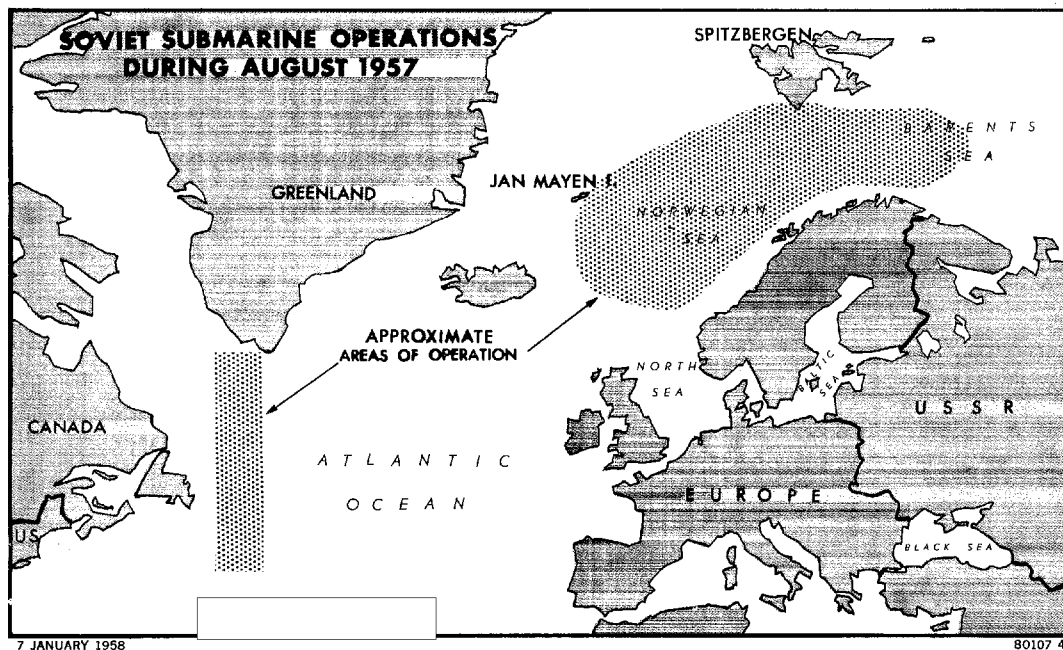 SOVIET SUBMARINE OPERATIONS
DURING AUGUST 1957
SPITZBERGEN
BARENTS
SEA
JAN MAYEN I.
GREENLAND
NORWEGIAN
SEA
APPROXIMATE
AREAS OF OPERATION
NORTH
SEA
BALTIC
SEA
USSR
CANADA
ATLANTIC
OCEAN
EUROPE
US
BLACK SEA
7 JANUARY 1958
80107 4